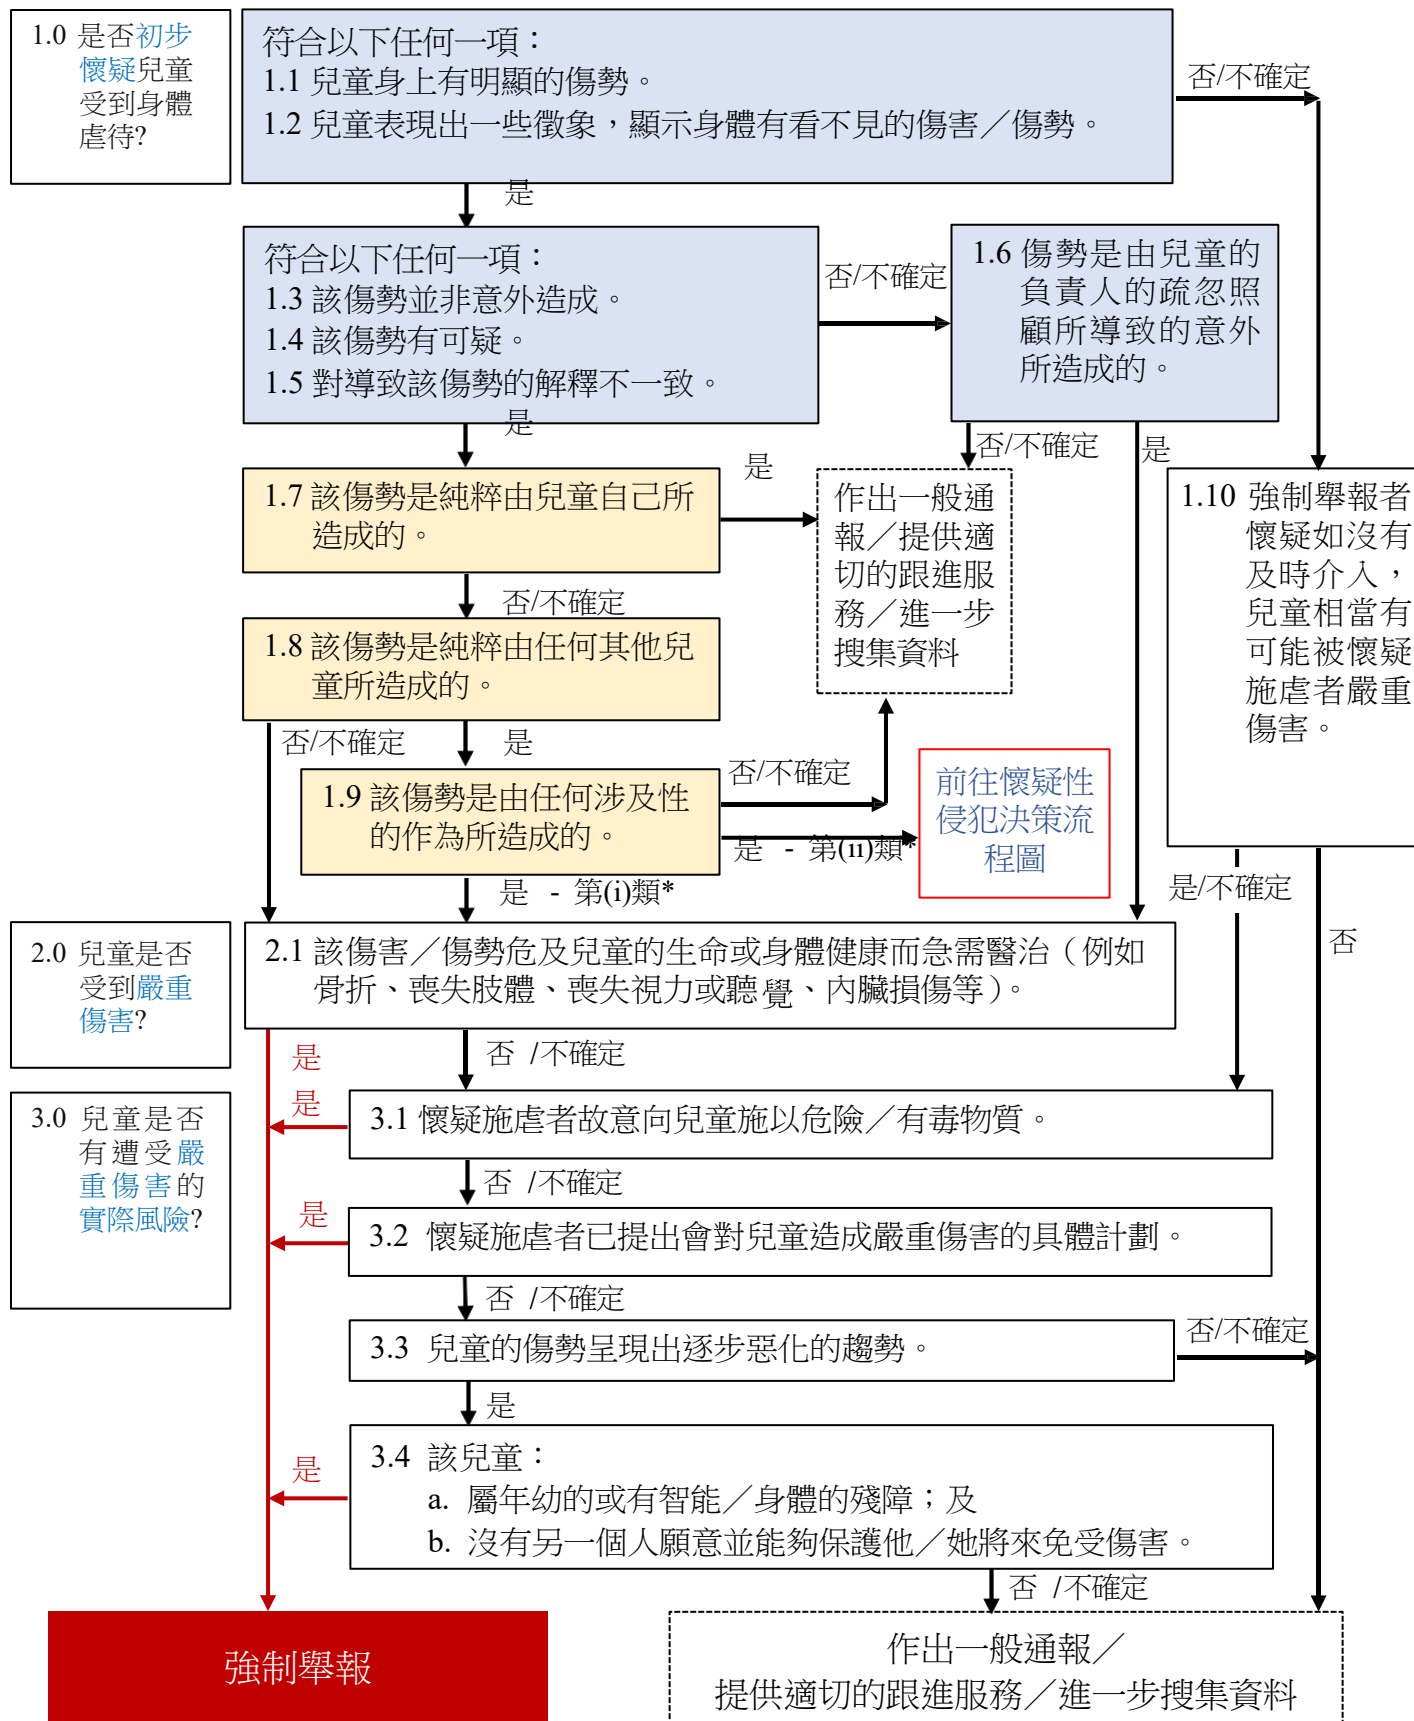 1.0 是否初步
懷疑兒童
受到身體
虐待?
符合以下任何一項：
1.1 兒童身上有明顯的傷勢。
1.2 兒童表現出一些徵象，顯示身體有看不見的傷害／傷勢。
否/不確定
是
符合以下任何一項：
1.3 該傷勢並非意外造成。
1.4 該傷勢有可疑。
1.5 對導致該傷勢的解釋不一致。
否/不確定
1.6 傷勢是由兒童的
負責人的疏忽照
顧所導致的意外
所造成的。
是
否/不確定
是
1.7 該傷勢是純粹由兒童自己所
造成的。
是
作出一般通
報／提供適
切的跟進服
務／進一步
搜集資料
1.10 強制舉報者
懷疑如沒有
及時介入，
兒童相當有
可能被懷疑
施虐者嚴重
傷害。
否/不確定
1.8 該傷勢是純粹由任何其他兒
童所造成的。
否/不確定
是
1.9 該傷勢是由任何涉及性
的作為所造成的。
否/不確定
是 - 第(ii)類*
前往懷疑性
侵犯決策流
程圖
是 - 第(i)類*
是/不確定
否
2.0 兒童是否
受到嚴重
傷害?
2.1 該傷害／傷勢危及兒童的生命或身體健康而急需醫治（例如
骨折、喪失肢體、喪失視力或聽覺、內臟損傷等）。
是
否 /不確定
3.0 兒童是否
有遭受嚴
重傷害的
實際風險?
是
3.1 懷疑施虐者故意向兒童施以危險／有毒物質。
否 /不確定
是
3.2 懷疑施虐者已提出會對兒童造成嚴重傷害的具體計劃。
否 /不確定
3.3 兒童的傷勢呈現出逐步惡化的趨勢。
否/不確定
是
是
3.4 該兒童：
a. 屬年幼的或有智能／身體的殘障；及
b. 沒有另一個人願意並能夠保護他／她將來免受傷害。
否 /不確定
強制舉報
作出一般通報／
提供適切的跟進服務／進一步搜集資料